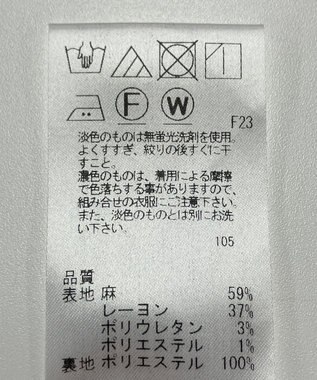 F W
F23
淡色のものは無蛍光洗剤を使用。
よくすすぎ、絞りの後すぐに干
すこと。
濃色のものは、着用による摩擦
で色落ちする事がありますので、
組み合せの衣服にご注意下さい。
また、淡色のものとは別にお洗
い下さい。
105
品質
表地 麻 59%
レーヨン 37%
ポリウレタン 3%
ポリエステル 1%
裏地 ポリエステル 100%